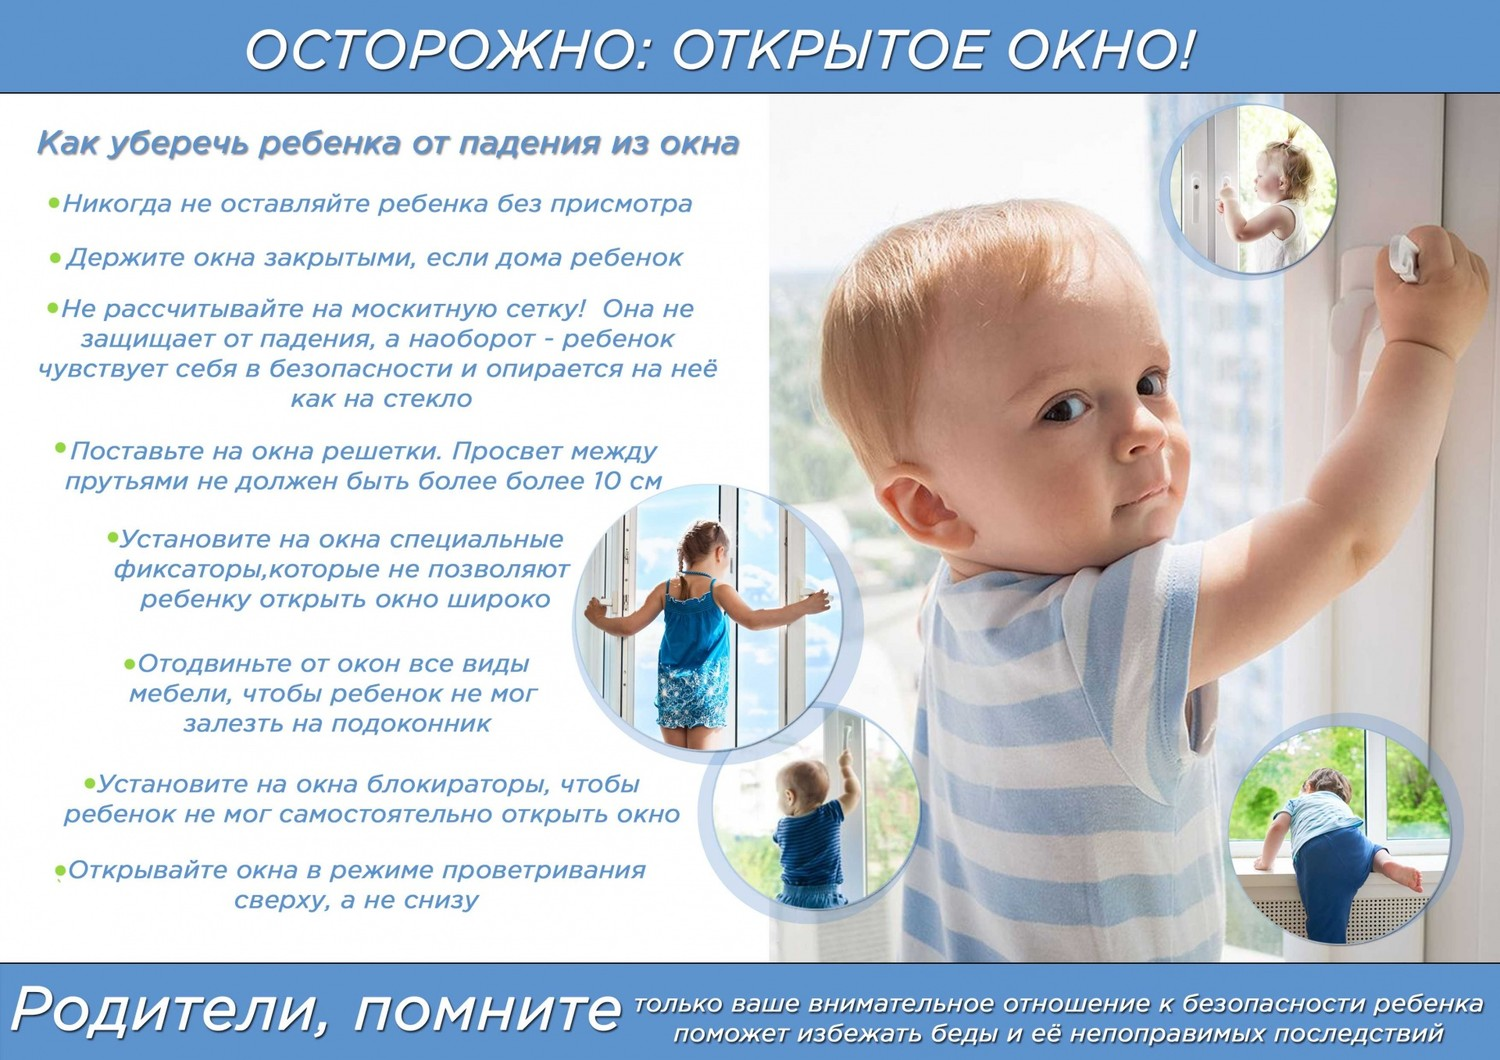 ОСТОРОЖНО: ОТКРЫТОЕ ОКНО!
Как уберечь ребенка от падения из окна
•Никогда не оставляйте ребенка без присмотра
•Держите окна закрытыми, если дома ребенок
•Не рассчитывайте на москитную сетку!  Она не
защищает от падения, а наоборот - ребенок
чувствует себя в безопасности и опирается на неё
как на стекло
•Поставьте на окна решетки. Просвет между
прутьями не должен быть более более 10 см
•Установите на окна специальные
фиксаторы,которые не позволяют
ребенку открыть окно широко
•Отодвиньте от окон все виды
мебели, чтобы ребенок не мог
залезть на подоконник
•Установите на окна блокираторы, чтобы
ребенок не мог самостоятельно открыть окно
•Открывайте окна в режиме проветривания
сверху, а не снизу
Родители, помните
только ваше внимательное отношение к безопасности ребенка
поможет избежать беды и её непоправимых последствий